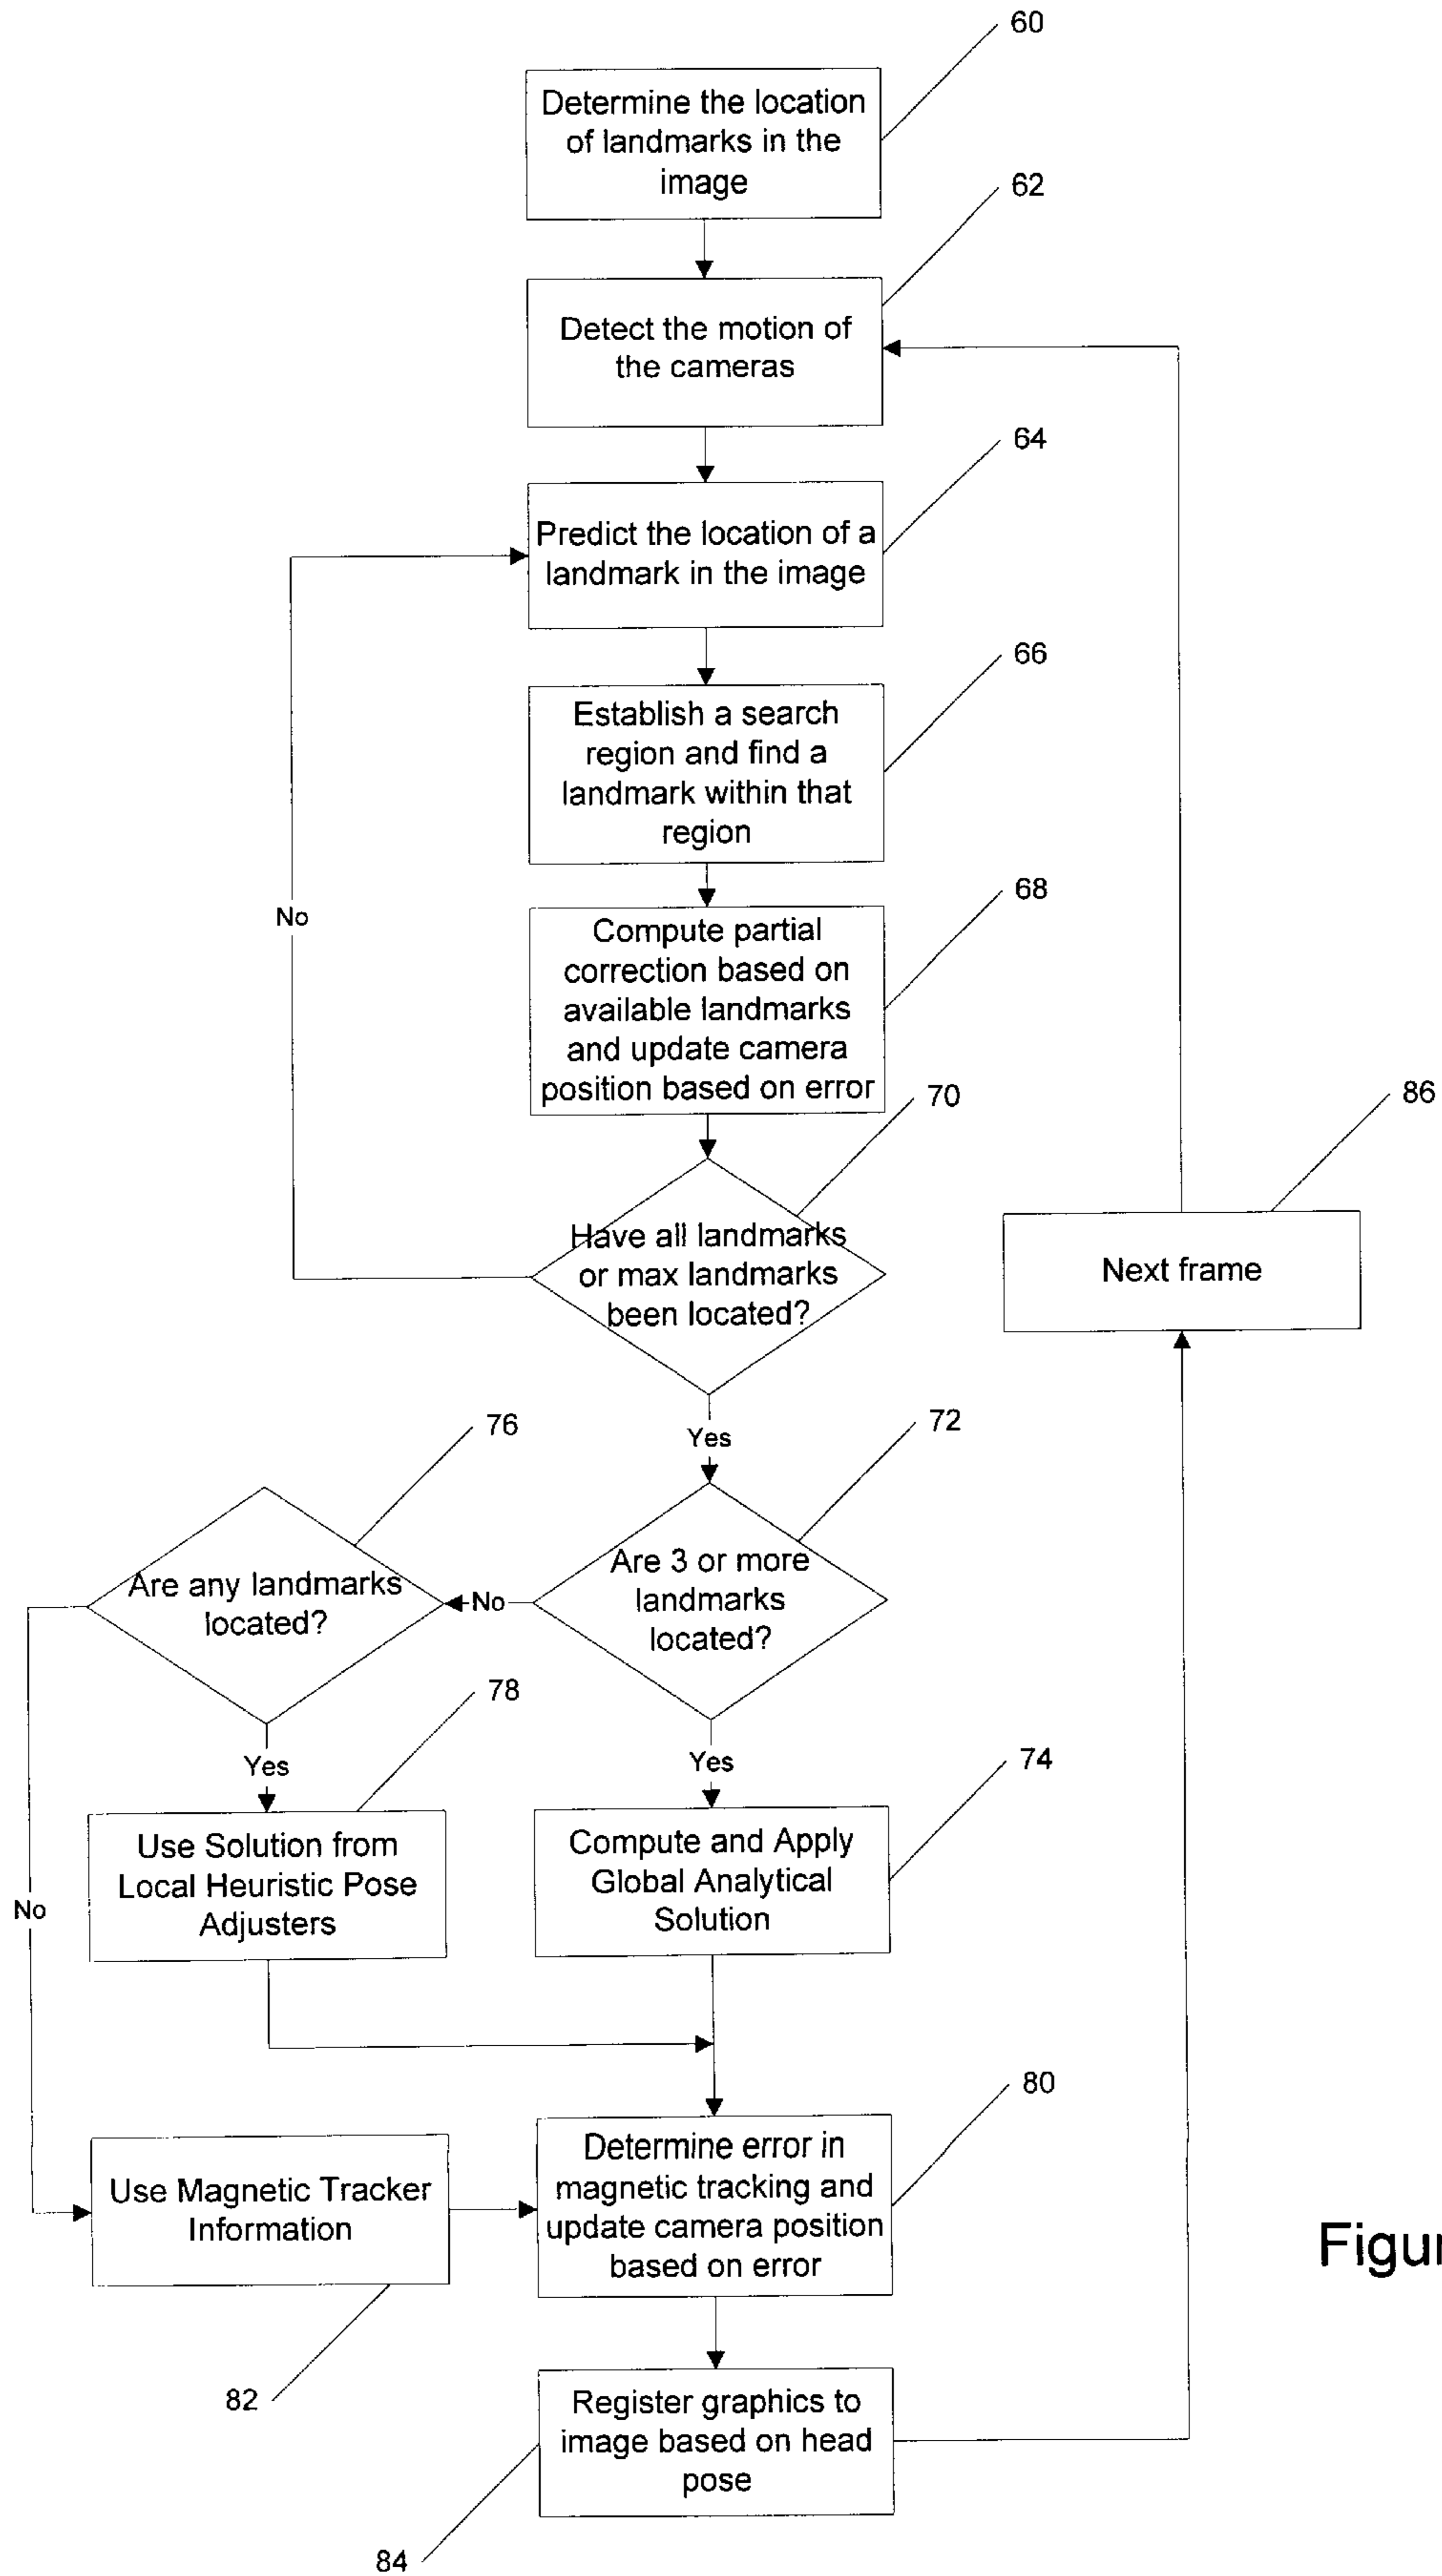 60
Determine the location
of landmarks in the
image
62
Detect the motion of
the cameras
64
Predict the location of a
landmark in the image
66
Establish a search
region and find a
landmark within that
region
68
No
Compute partial
correction based on
available landmarks
and update camera
position based on error
70
86
Have all landmarks
or max landmarks
been located?
Next frame
Yes
72
76
Are 3 or more
landmarks
located?
No
Are any landmarks
located?
Yes
78
Yes
74
Use Solution from
Local Heuristic Pose
Adjusters
Compute and Apply
Global Analytical
Solution
No
80
Use Magnetic Tracker
Information
Determine error in
magnetic tracking and
update camera position
based on error
82
Register graphics to
image based on head
pose
84